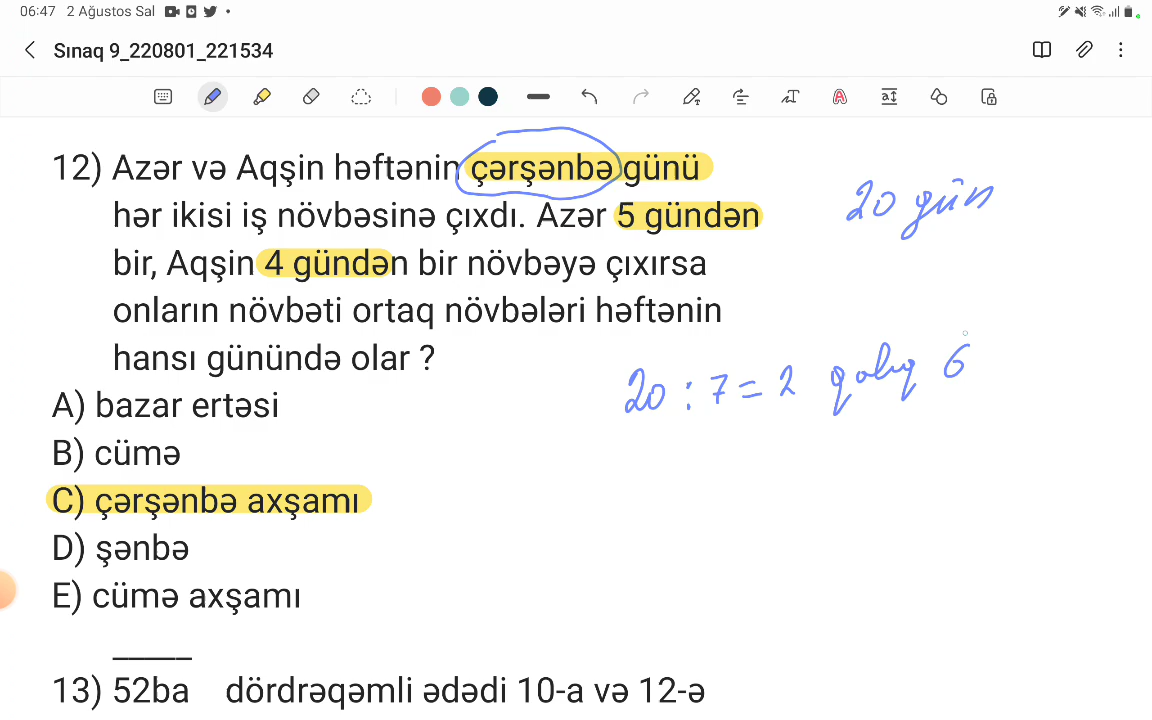 06:47 2 Ağustos Sal
Sınaq 9_220801_221534
12) Azər və Aqşin həftənin çərşənbə günü
hər ikisi iş növbəsinə çıxdı. Azər 5 gündən
bir, Aqşin 4 gündən bir növbəyə çıxırsa
onların növbəti ortaq növbələri həftənin
hansı günündə olar ?
20 gün
20 : 7 = 2 qalıq 6
A) bazar ertəsi
B) cümə
C) çərşənbə axşamı
D) şənbə
E) cümə axşamı
13) 52ba dördrəqəmli ədədi 10-a və 12-ə